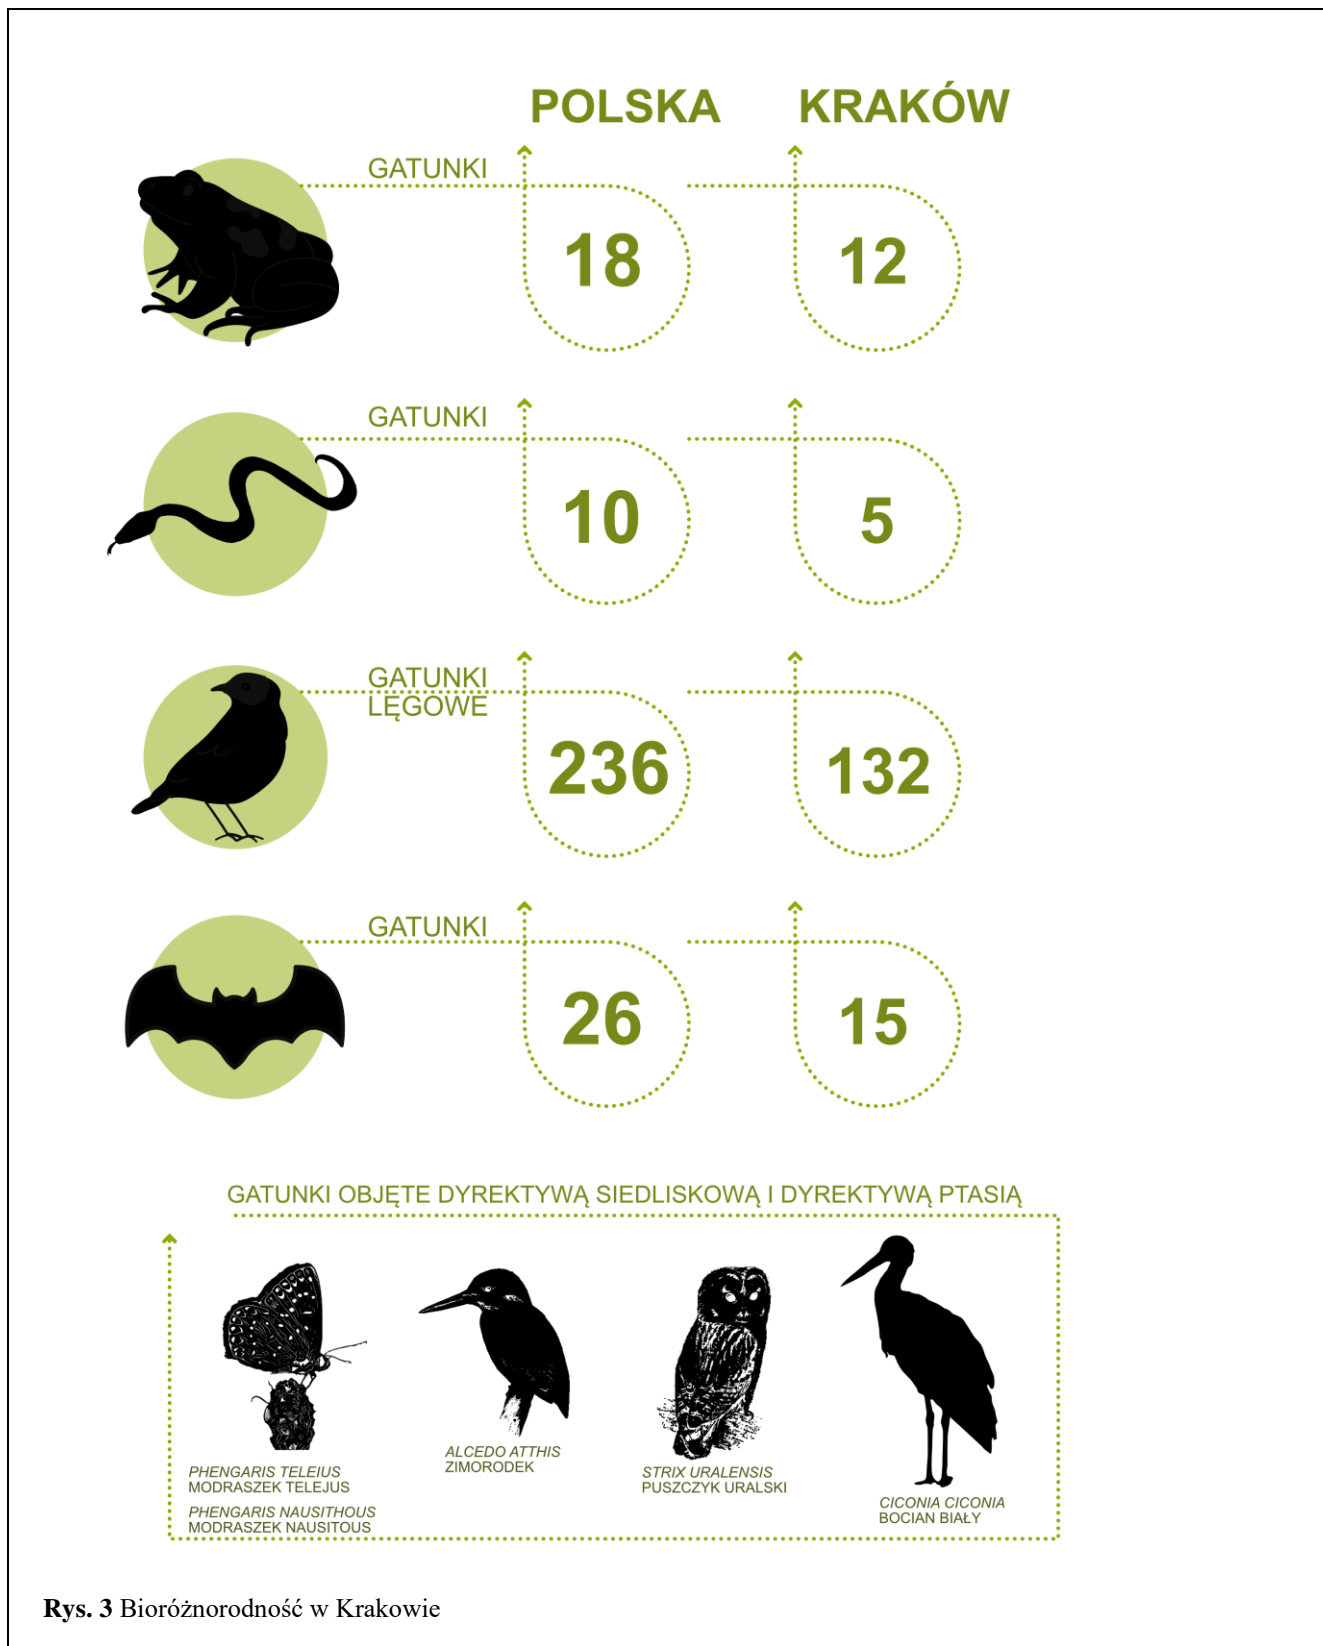 POLSKA KRAKÓW
GATUNKI
18 12
GATUNKI
10 5
GATUNKI
LĘGOWE
236 132
GATUNKI
26 15
GATUNKI OBJĘTE DYREKTYWĄ SIEDLISKOWĄ I DYREKTYWĄ PTASIĄ
PHENGARIS TELEIUS
MODRASZEK TELEJUS
PHENGARIS NAUSITHOUS
MODRASZEK NAUSITOUS
ALCEDO ATTHIS
ZIMORODEK
STRIX URALENSIS
PUSZCZYK URALSKI
CICONIA CICONIA
BOCIAN BIAŁY
Rys. 3 Bioróżnorodność w Krakowie